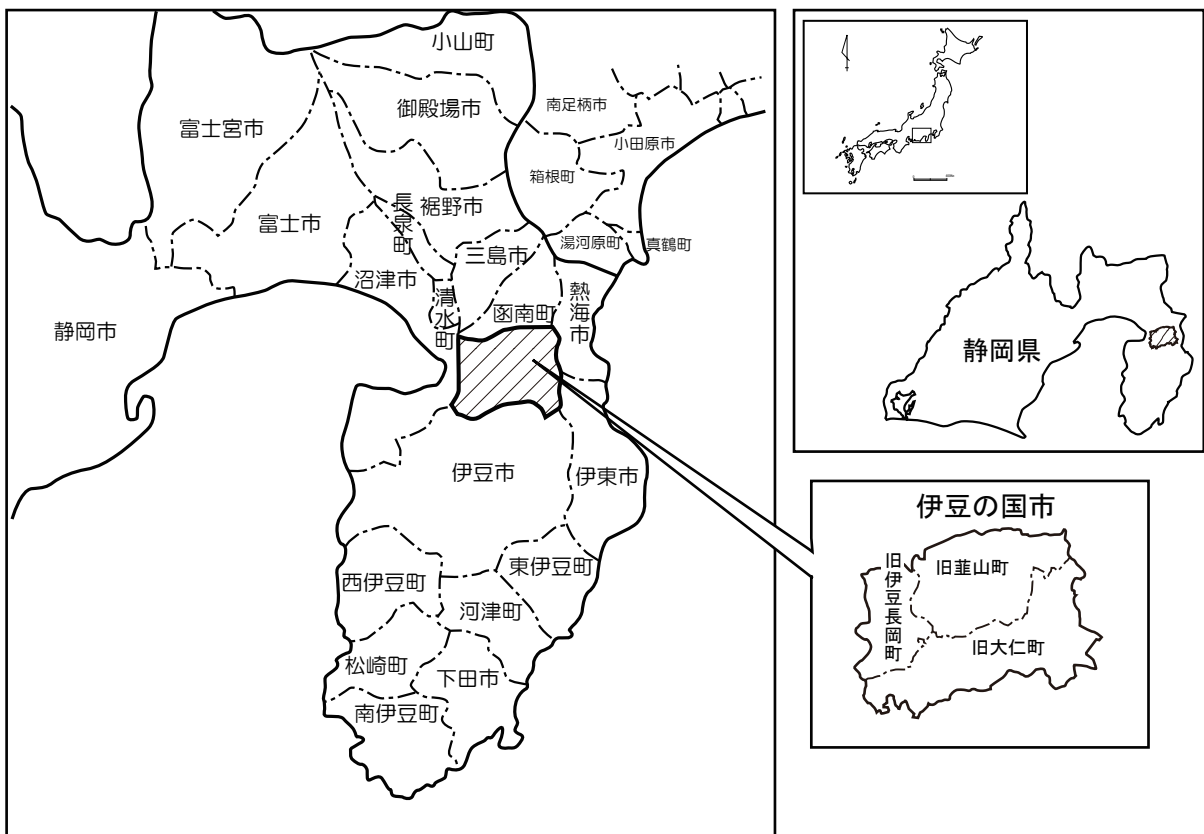 小山町
御殿場市
南足柄市
小田原市
富士宮市
箱根町
裾野市
長泉町
富士市
湯河原町
真鶴町
三島市
沼津市
清水町
函南町
熱海市
静岡市
伊豆市
伊東市
東伊豆町
西伊豆町
河津町
松崎町
下田市
南伊豆町
静岡県
伊豆の国市
旧伊豆長岡町
旧韮山町
旧大仁町